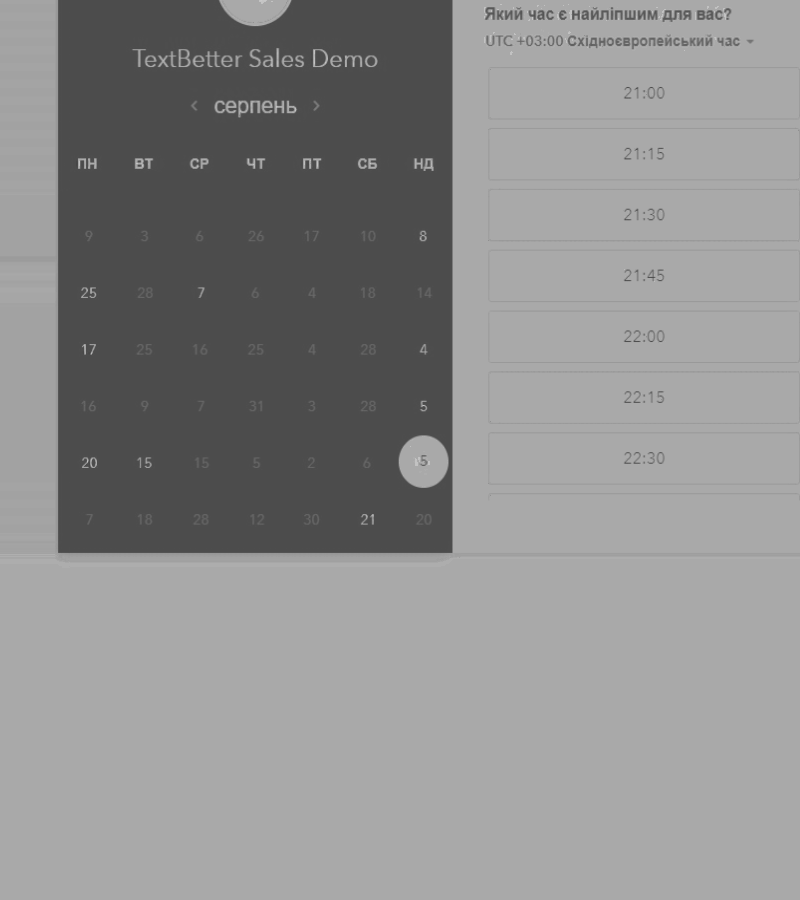 TextBetter Sales Demo
серпень
ПН ВТ СР ЧТ ПТ СБ НД
9 3 6 26 17 10 8
25 28 7 6 4 18 14
17 25 16 25 4 28 4
16 9 7 31 3 28 5
20 15 15 5 2 6 5
7 18 28 12 30 21 20
Який час є найліпшим для вас?
UTC +03:00 Східноєвропейський час
21:00
21:15
21:30
21:45
22:00
22:15
22:30